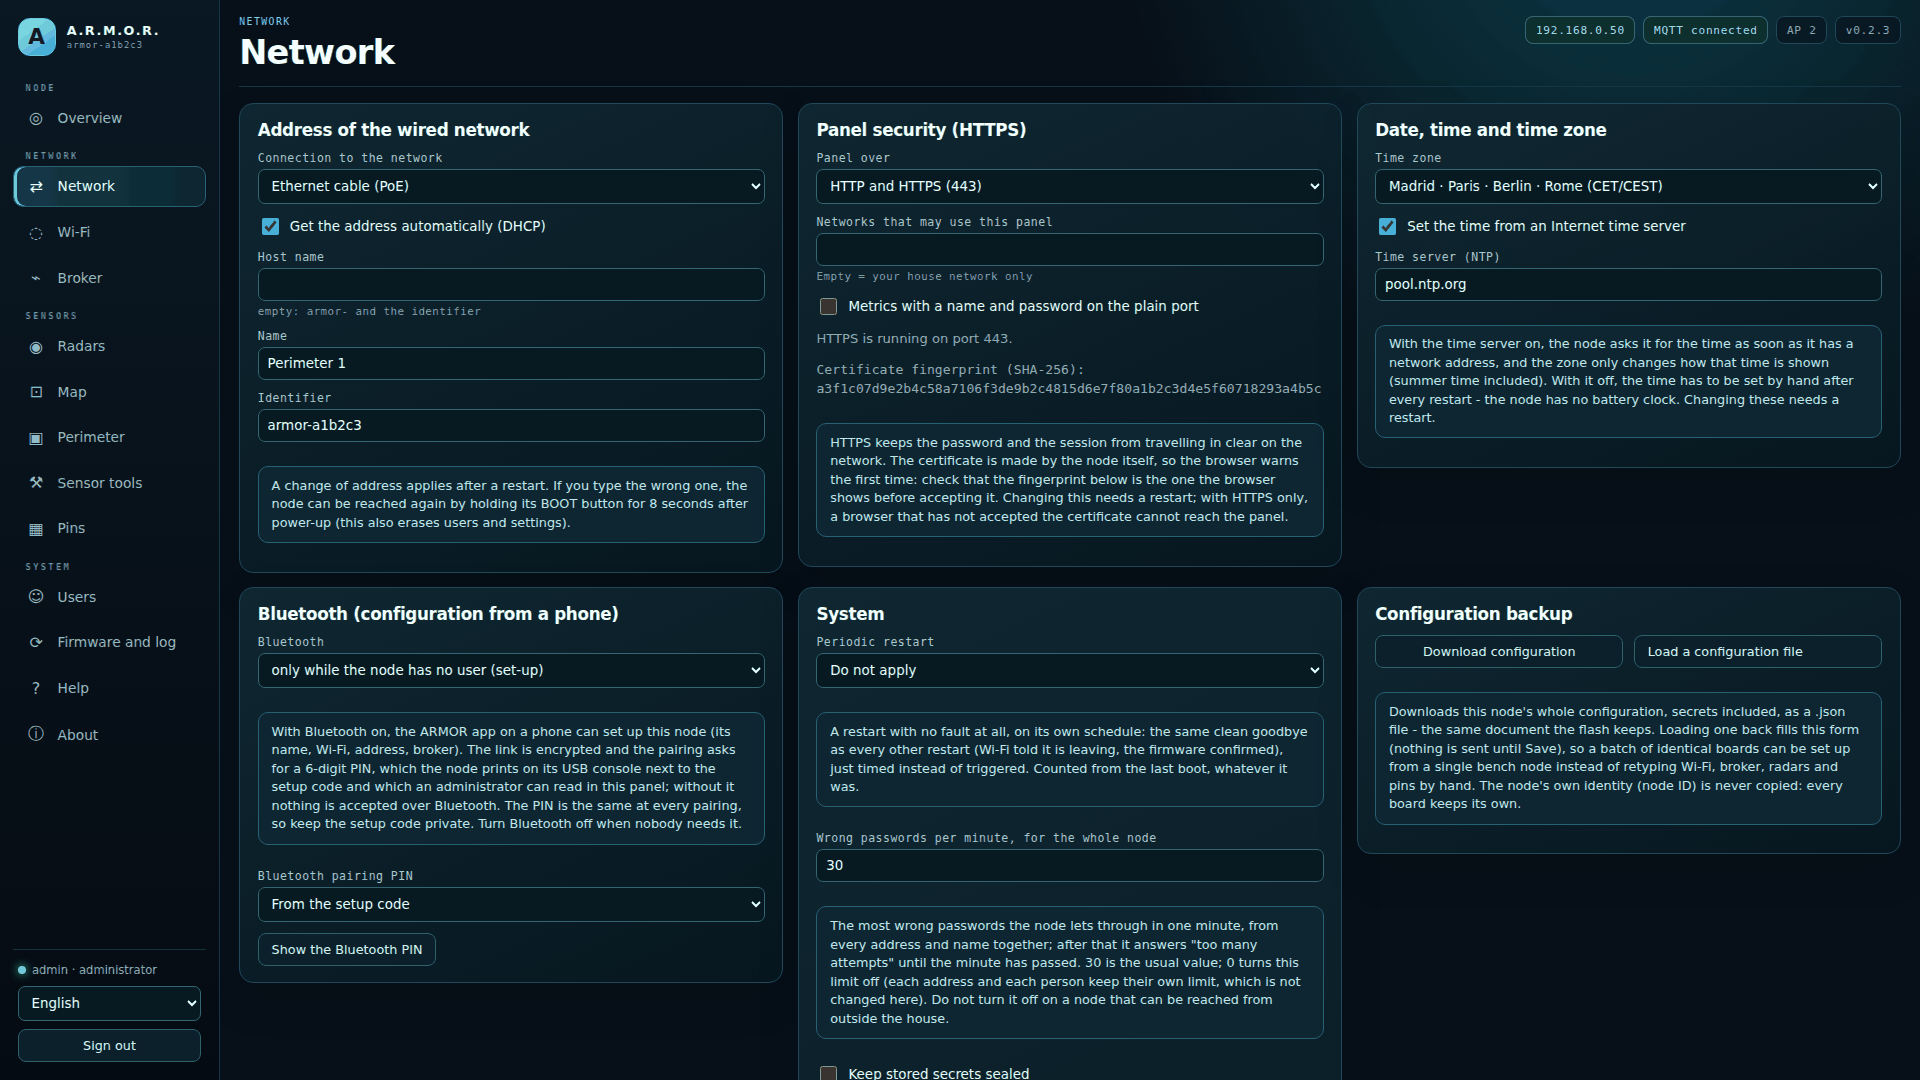 A
A.R.M.O.R.
armor-a1b2c3
NODE
Overview
NETWORK
Network
Wi-Fi
Broker
SENSORS
Radars
Map
Perimeter
Sensor tools
Pins
SYSTEM
Users
Firmware and log
? Help
About
admin · administrator
English
Sign out
NETWORK
Network
192.168.0.50
MQTT connected
AP 2
v0.2.3
Address of the wired network
Connection to the network
Ethernet cable (PoE)
Get the address automatically (DHCP)
Host name
empty: armor- and the identifier
Name
Perimeter 1
Identifier
armor-a1b2c3
A change of address applies after a restart. If you type the wrong one, the
node can be reached again by holding its BOOT button for 8 seconds after
power-up (this also erases users and settings).
Panel security (HTTPS)
Panel over
HTTP and HTTPS (443)
Networks that may use this panel
Empty = your house network only
Metrics with a name and password on the plain port
HTTPS is running on port 443.
Certificate fingerprint (SHA-256):
a3f1c07d9e2b4c58a7106f3de9b2c4815d6e7f80a1b2c3d4e5f60718293a4b5c
HTTPS keeps the password and the session from travelling in clear on the
network. The certificate is made by the node itself, so the browser warns
the first time: check that the fingerprint below is the one the browser
shows before accepting it. Changing this needs a restart; with HTTPS only,
a browser that has not accepted the certificate cannot reach the panel.
Date, time and time zone
Time zone
Madrid · Paris · Berlin · Rome (CET/CEST)
Set the time from an Internet time server
Time server (NTP)
pool.ntp.org
With the time server on, the node asks it for the time as soon as it has a
network address, and the zone only changes how that time is shown
(summer time included). With it off, the time has to be set by hand after
every restart - the node has no battery clock. Changing these needs a
restart.
Bluetooth (configuration from a phone)
Bluetooth
only while the node has no user (set-up)
With Bluetooth on, the ARMOR app on a phone can set up this node (its
name, Wi-Fi, address, broker). The link is encrypted and the pairing asks
for a 6-digit PIN, which the node prints on its USB console next to the
setup code and which an administrator can read in this panel; without it
nothing is accepted over Bluetooth. The PIN is the same at every pairing,
so keep the setup code private. Turn Bluetooth off when nobody needs it.
Bluetooth pairing PIN
From the setup code
Show the Bluetooth PIN
System
Periodic restart
Do not apply
A restart with no fault at all, on its own schedule: the same clean goodbye
as every other restart (Wi-Fi told it is leaving, the firmware confirmed),
just timed instead of triggered. Counted from the last boot, whatever it
was.
Wrong passwords per minute, for the whole node
30
The most wrong passwords the node lets through in one minute, from
every address and name together; after that it answers "too many
attempts" until the minute has passed. 30 is the usual value; 0 turns this
limit off (each address and each person keep their own limit, which is not
changed here). Do not turn it off on a node that can be reached from
outside the house.
Keep stored secrets sealed
Configuration backup
Download configuration
Load a configuration file
Downloads this node's whole configuration, secrets included, as a .json
file - the same document the flash keeps. Loading one back fills this form
(nothing is sent until Save), so a batch of identical boards can be set up
from a single bench node instead of retyping Wi-Fi, broker, radars and
pins by hand. The node's own identity (node ID) is never copied: every
board keeps its own.